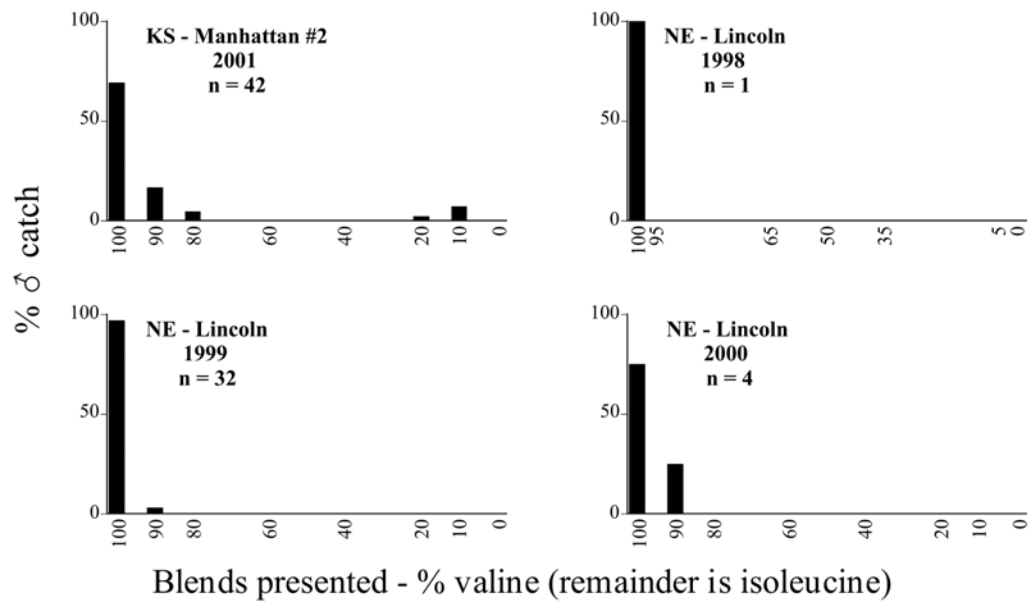 % ♂ catch
100
50
0
KS - Manhattan #2
2001
n = 42
100 90 80 60 40 20 10 0
100
50
0
NE - Lincoln
1998
n = 1
100 95 65 50 35 5 0
100
50
0
NE - Lincoln
1999
n = 32
100 90 80 60 40 20 10 0
100
50
0
NE - Lincoln
2000
n = 4
100 90 80 60 40 20 10 0
Blends presented - % valine (remainder is isoleucine)